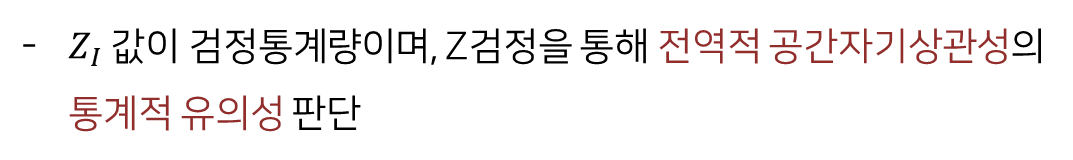 - Z_I 값이 검정통계량이며, Z검정을 통해 전역적 공간자기상관성의
통계적 유의성 판단